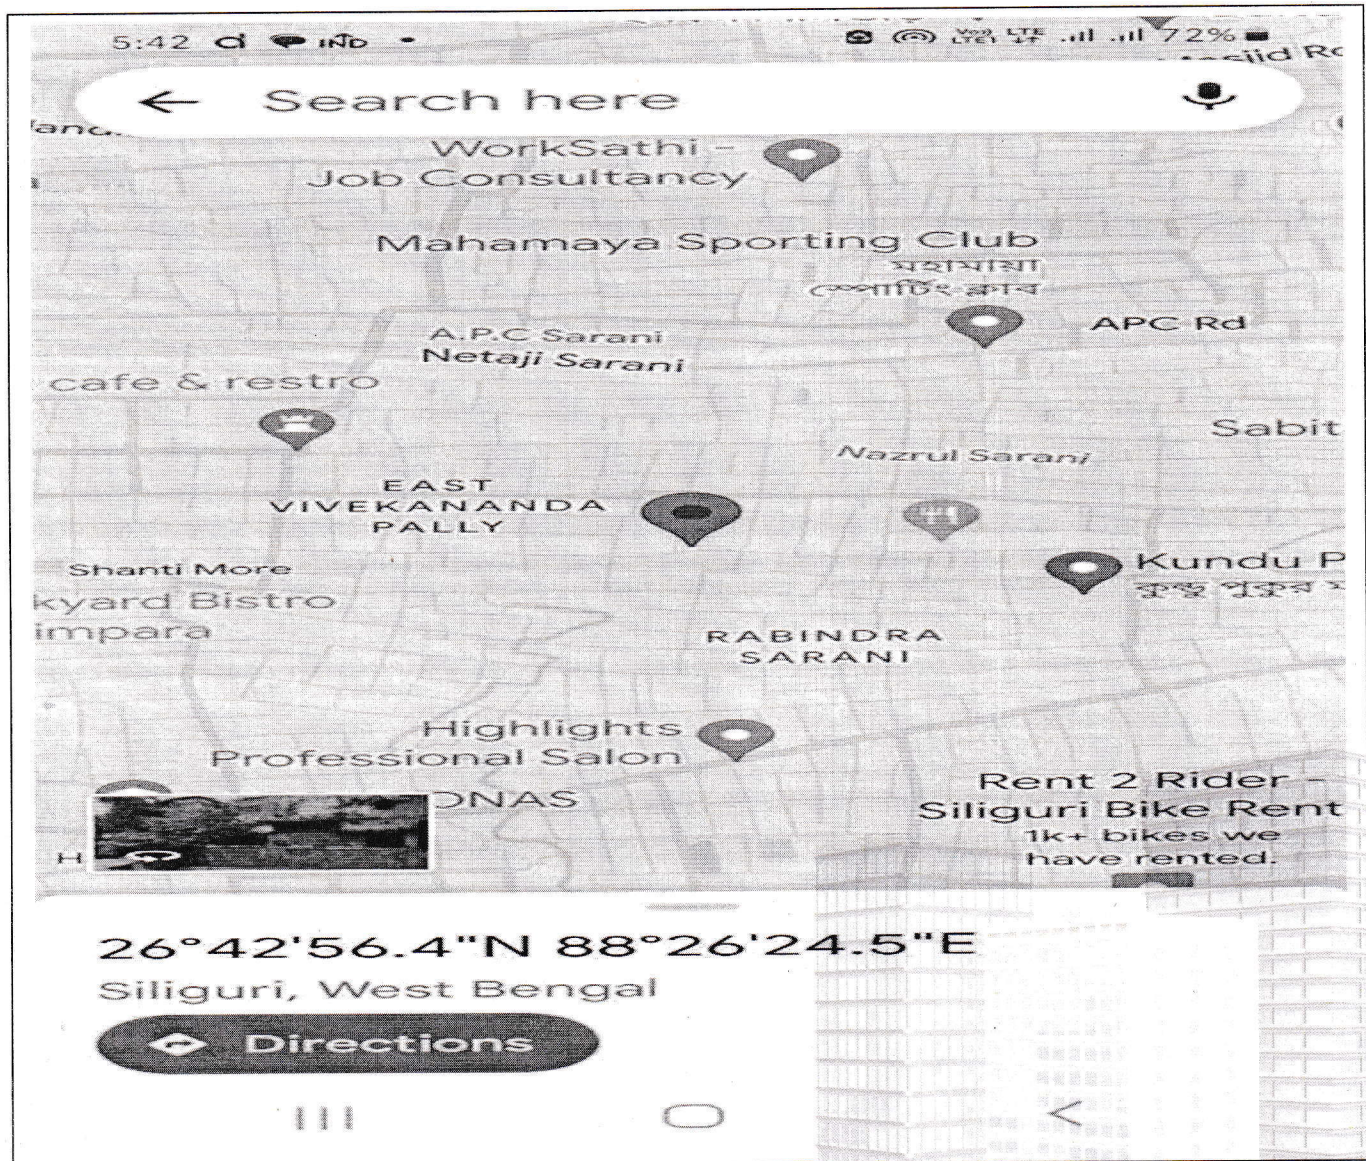 5:42
72%
Search here
WorkSathi -
Job Consultancy
Mahamaya Sporting Club
মহামায়া
স্পোর্টিং ক্লাব
APC Rd
A.P.C Sarani
Netaji Sarani
cafe & restro
Sabit
Nazrul Sarani
EAST
VIVEKANANDA
PALLY
Shanti More
Kundu P
কুন্ডু পুকুর
kyard Bistro
impara
RABINDRA
SARANI
Highlights
Professional Salon
ONAS
Rent 2 Rider -
Siliguri Bike Rent
1k+ bikes we
have rented.
H
26°42'56.4"N 88°26'24.5"E
Siliguri, West Bengal
Directions